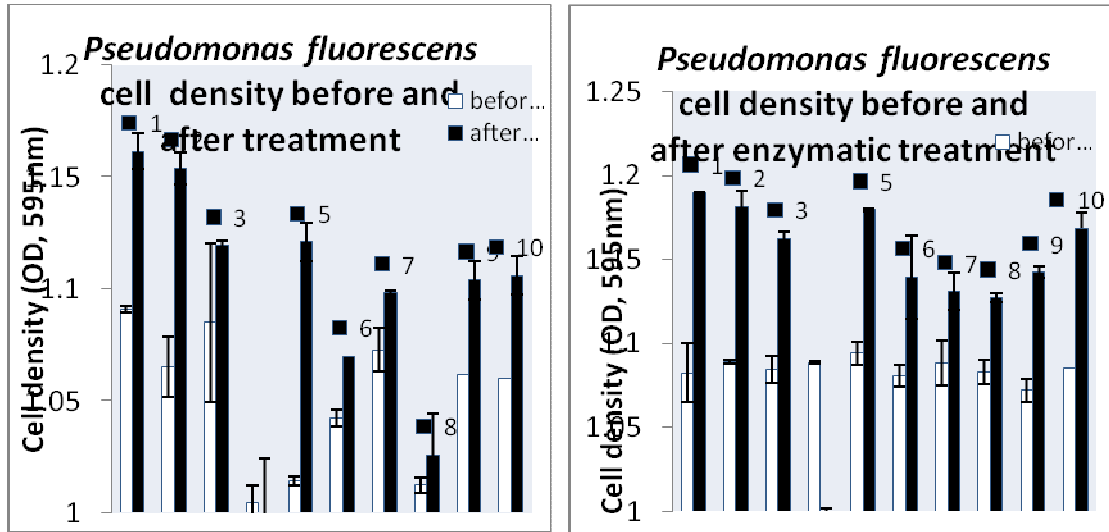 Pseudomonas fluorescens
cell density before and
after treatment
befor...
after...
Cell density (OD, 595nm)
1.2
1.15
1.1
1.05
1
1
2
3
5
6
7
8
9
10
Pseudomonas fluorescens
cell density before and
after enzymatic treatment
befor...
Cell density (OD, 595nm)
1.25
1.2
1.15
1.1
1.05
1
1
2
3
5
6
7
8
9
10